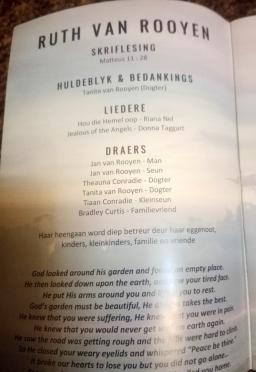 RUTH VAN ROOYEN
SKRIFLESING
Matteus 11 : 28
HULDEBLYK & BEDANKINGS
Tanita van Rooyen (Dogter)
LIEDERE
Hou die Hemel oop - Riana Nel
Jealous of the Angels - Donna Taggart
DRAERS
Jan van Rooyen - Man
Jan van Rooyen - Seun
Theauna Conradie - Dogter
Tanita van Rooyen - Dogter
Tiaan Conradie - Kleinseun
Bradley Curtis - Familievriend
Haar heengaan word diep betreur deur haar eggenoot,
kinders, kleinkinders, familie en vriende
God looked around his garden and found an empty place.
He then looked down upon the earth, and your tired face.
He put His arms around you and you to rest.
God's garden must be beautiful, He takes the best.
He knew that you were suffering, He knew you were in pain.
He knew that you would never get on earth again.
He saw the road was getting rough and the hills were hard to climb.
So He closed your weary eyelids and whispered "Peace be thine."
It broke our hearts to lose you but you did not go alone...
you home.